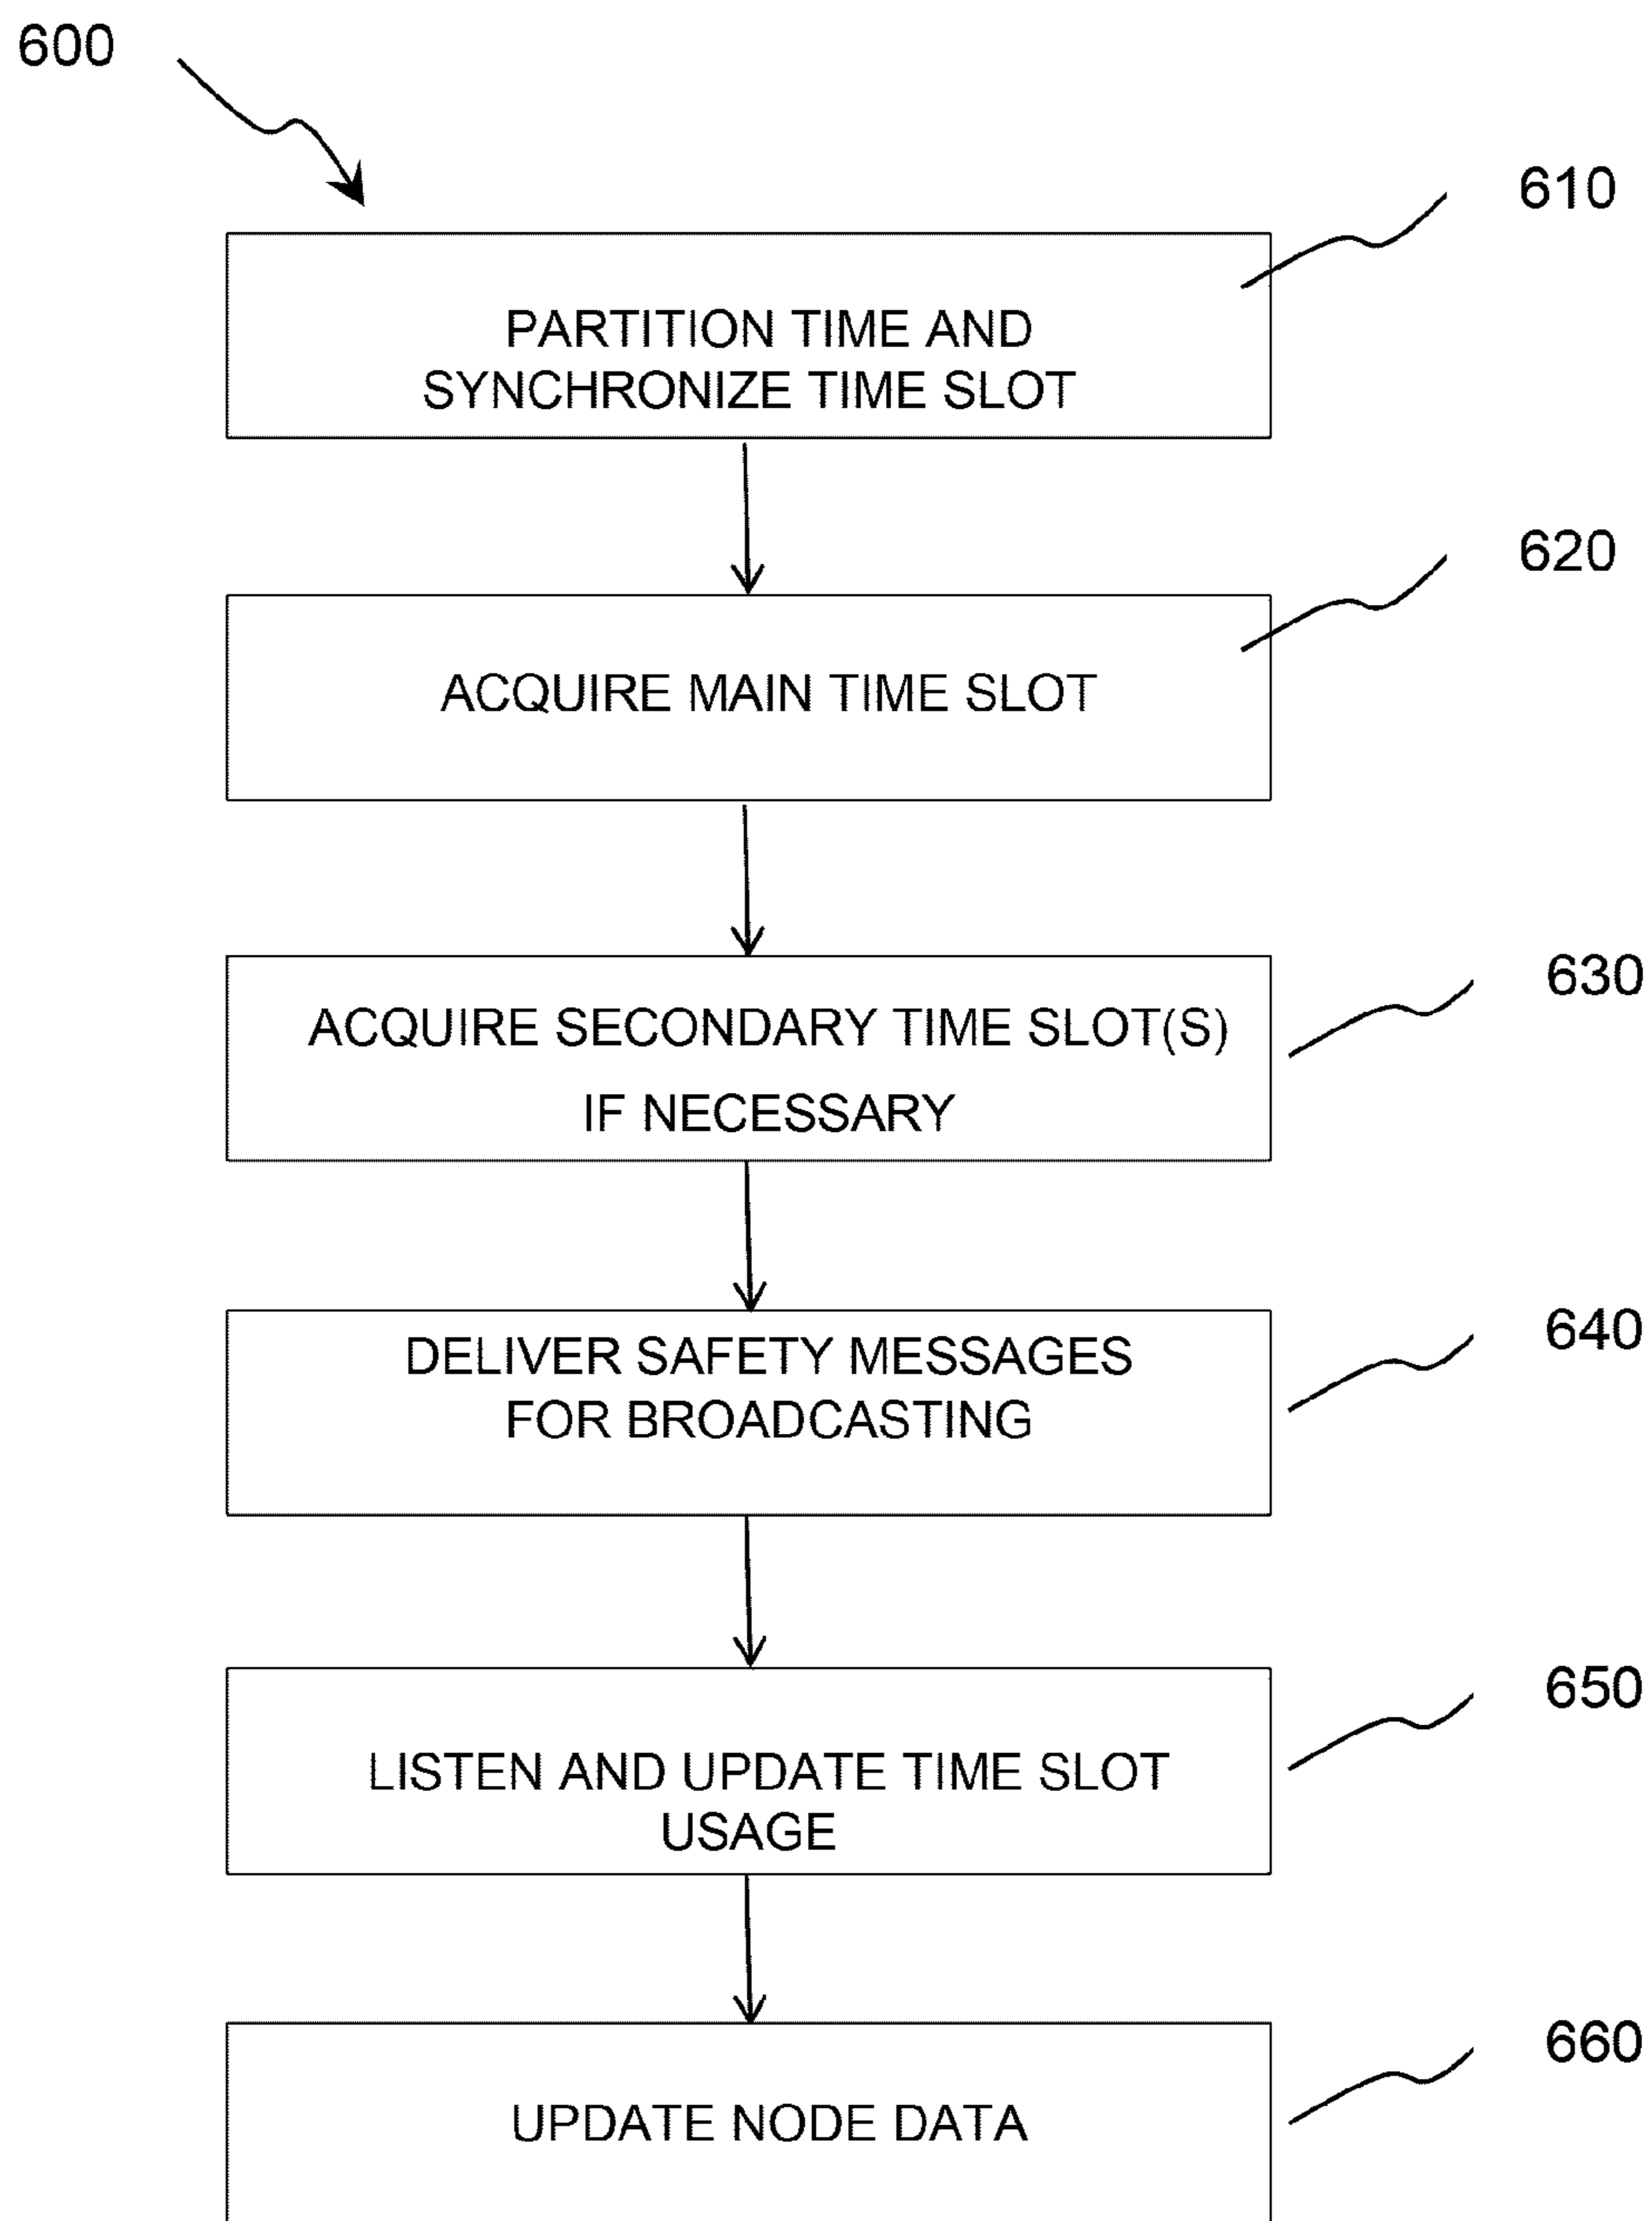 600
610
PARTITION TIME AND
SYNCHRONIZE TIME SLOT
620
ACQUIRE MAIN TIME SLOT
630
ACQUIRE SECONDARY TIME SLOT(S)
IF NECESSARY
640
DELIVER SAFETY MESSAGES
FOR BROADCASTING
650
LISTEN AND UPDATE TIME SLOT
USAGE
660
UPDATE NODE DATA